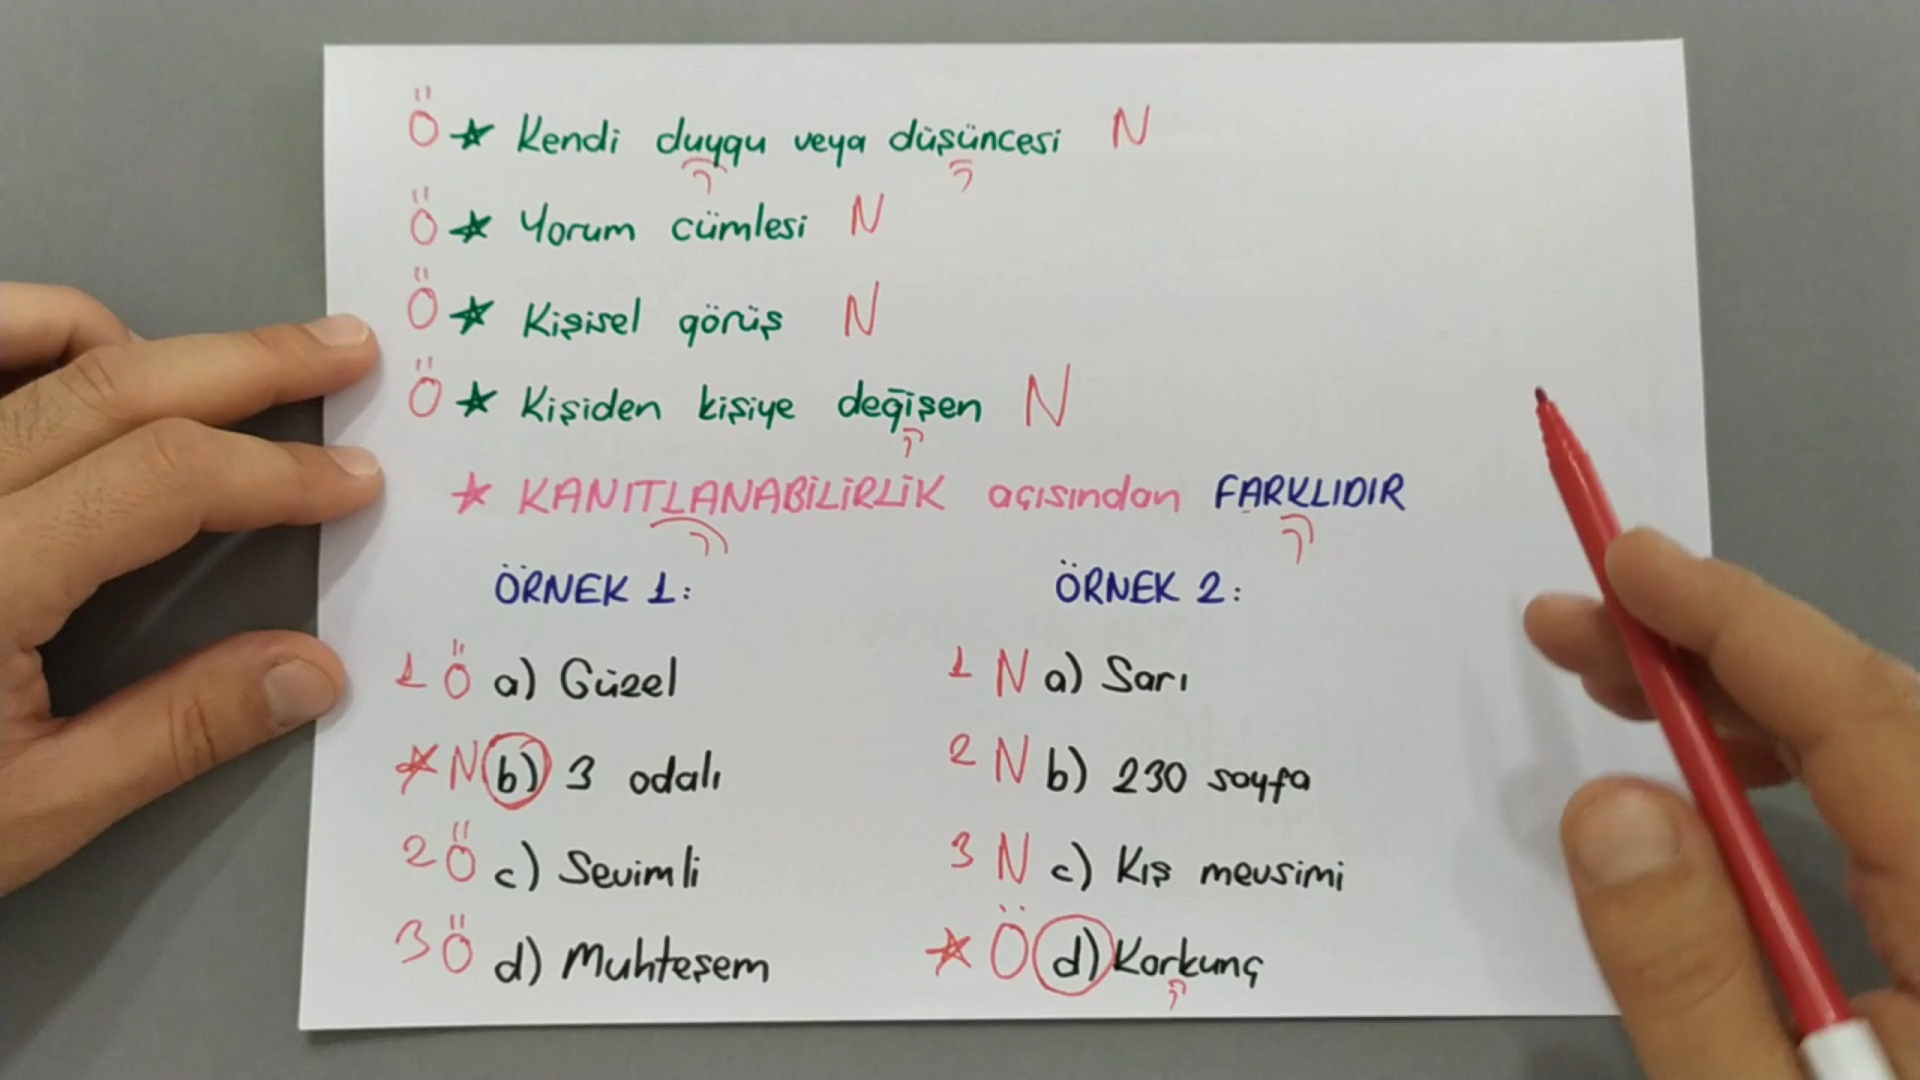 Ö ★ Kendi duygu veya düşüncesi N
Ö ★ Yorum cümlesi N
Ö ★ Kişisel görüş N
Ö ★ Kişiden kişiye değişen N
★ KANITLANABİLİRLİK açısından FARKLIDIR
ÖRNEK 1:
1 Ö a) Güzel
★ N b) 3 odalı
2 Ö c) Sevimli
3 Ö d) Muhteşem
ÖRNEK 2:
1 N a) Sarı
2 N b) 230 sayfa
3 N c) Kış mevsimi
★ Ö d) Korkunç